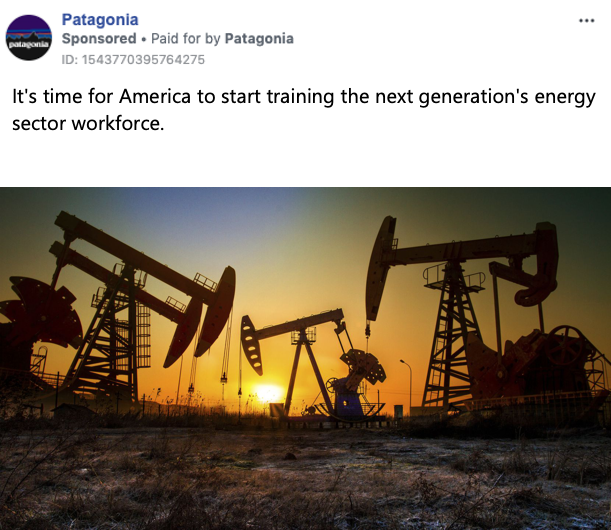 Patagonia
Sponsored • Paid for by Patagonia
ID: 1543770395764275
It's time for America to start training the next generation's energy
sector workforce.
patagonia